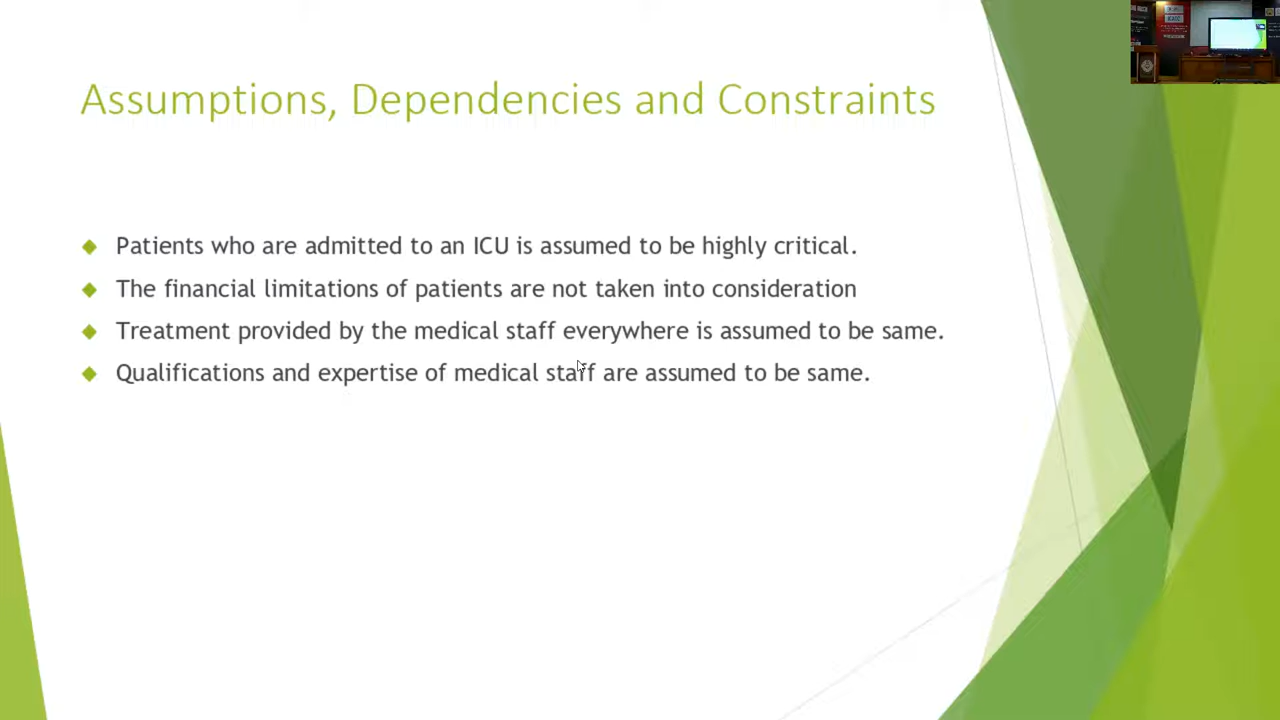 Assumptions, Dependencies and Constraints
Patients who are admitted to an ICU is assumed to be highly critical.
The financial limitations of patients are not taken into consideration
Treatment provided by the medical staff everywhere is assumed to be same.
Qualifications and expertise of medical staff are assumed to be same.